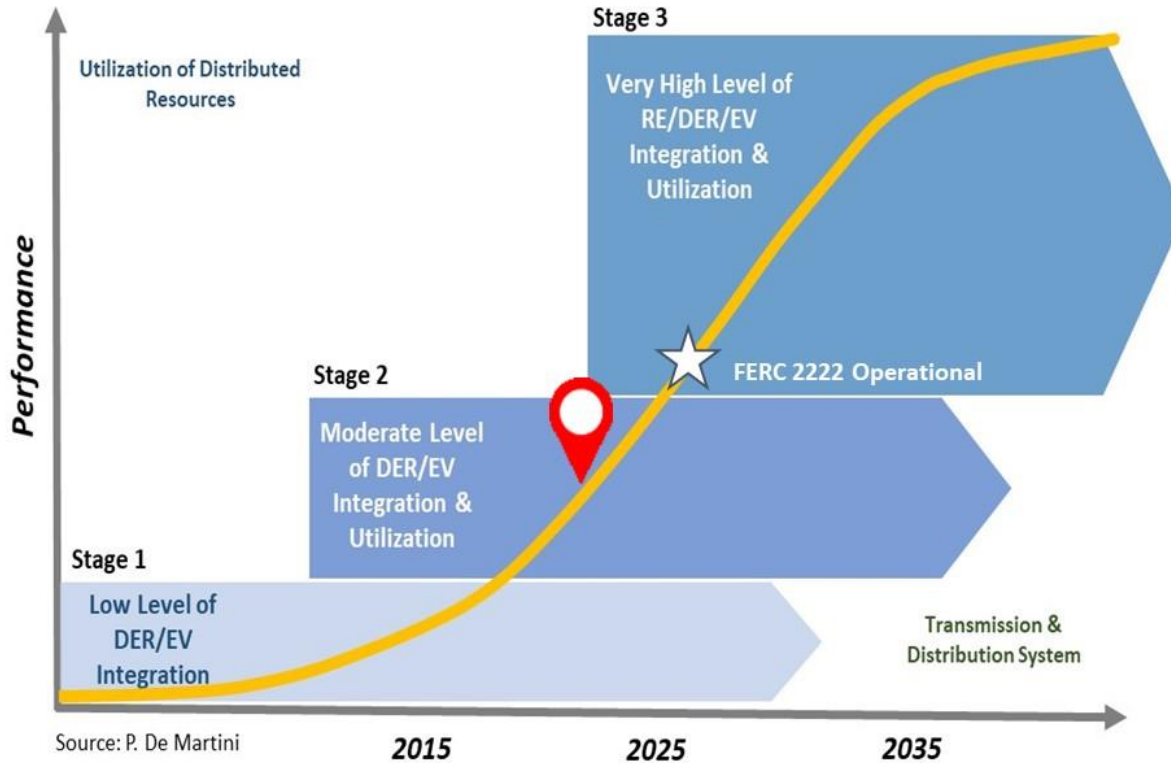 Stage 3
Utilization of Distributed
Resources
Very High Level of
RE/DER/EV
Integration &
Utilization
Performance
Stage 2
FERC 2222 Operational
Moderate Level
of DER/EV
Integration &
Utilization
Stage 1
Low Level of
DER/EV
Integration
Transmission &
Distribution System
Source: P. De Martini
2015
2025
2035